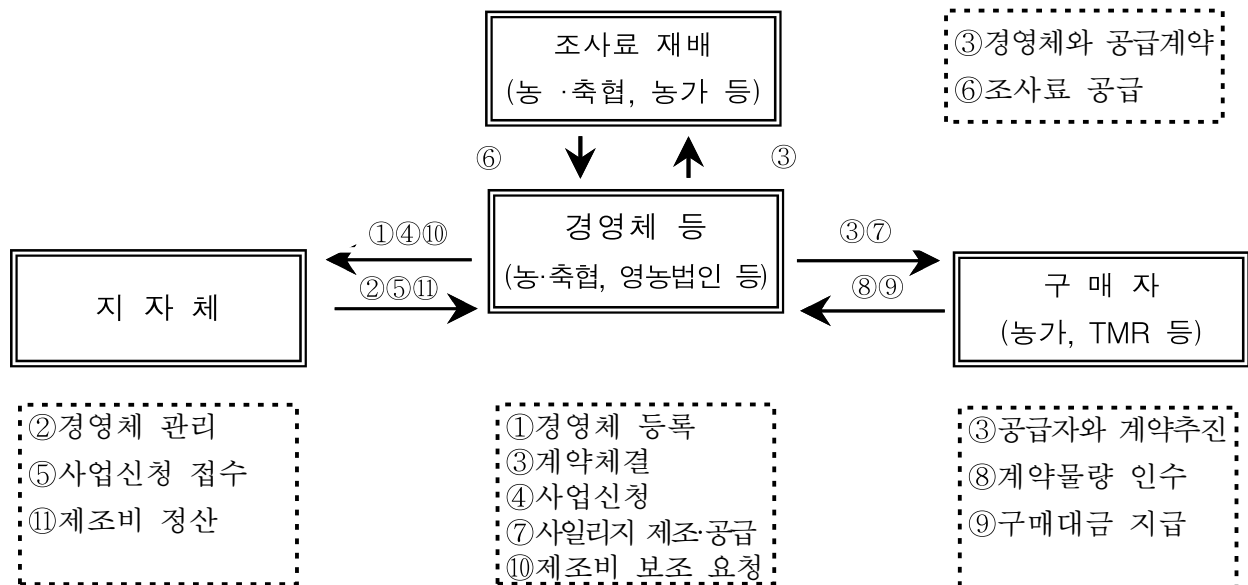 조사료 재배
(농·축협, 농가 등)
③경영체와 공급계약
⑥조사료 공급
⑥
③
경영체 등
(농·축협, 영농법인 등)
①④⑩
②⑤⑪
지 자 체
③⑦
⑧⑨
구 매 자
(농가, TMR 등)
②경영체 관리
⑤사업신청 접수
⑪제조비 정산
①경영체 등록
③계약체결
④사업신청
⑦사일리지 제조·공급
⑩제조비 보조 요청
③공급자와 계약추진
⑧계약물량 인수
⑨구매대금 지급